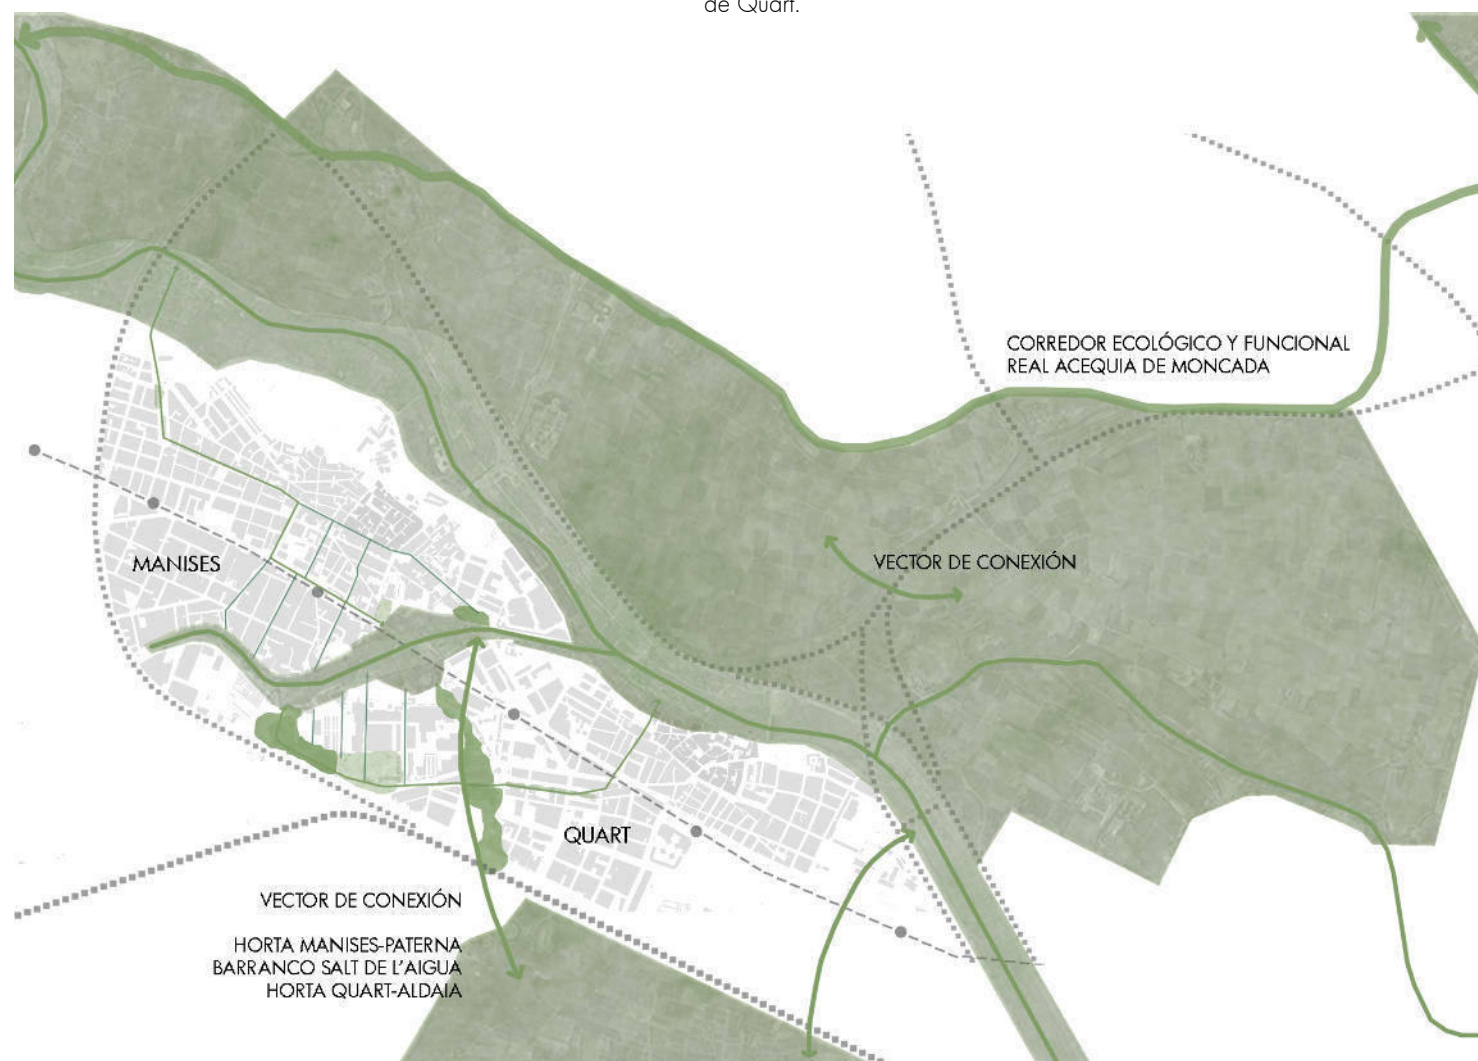 de Quart.
CORREDOR ECOLÓGICO Y FUNCIONAL
REAL ACEQUIA DE MONCADA
VECTOR DE CONEXIÓN
MANISES
QUART
VECTOR DE CONEXIÓN
HORTA MANISES-PATERNA
BARRANCO SALT DE L'AIGUA
HORTA QUART-ALDAIA